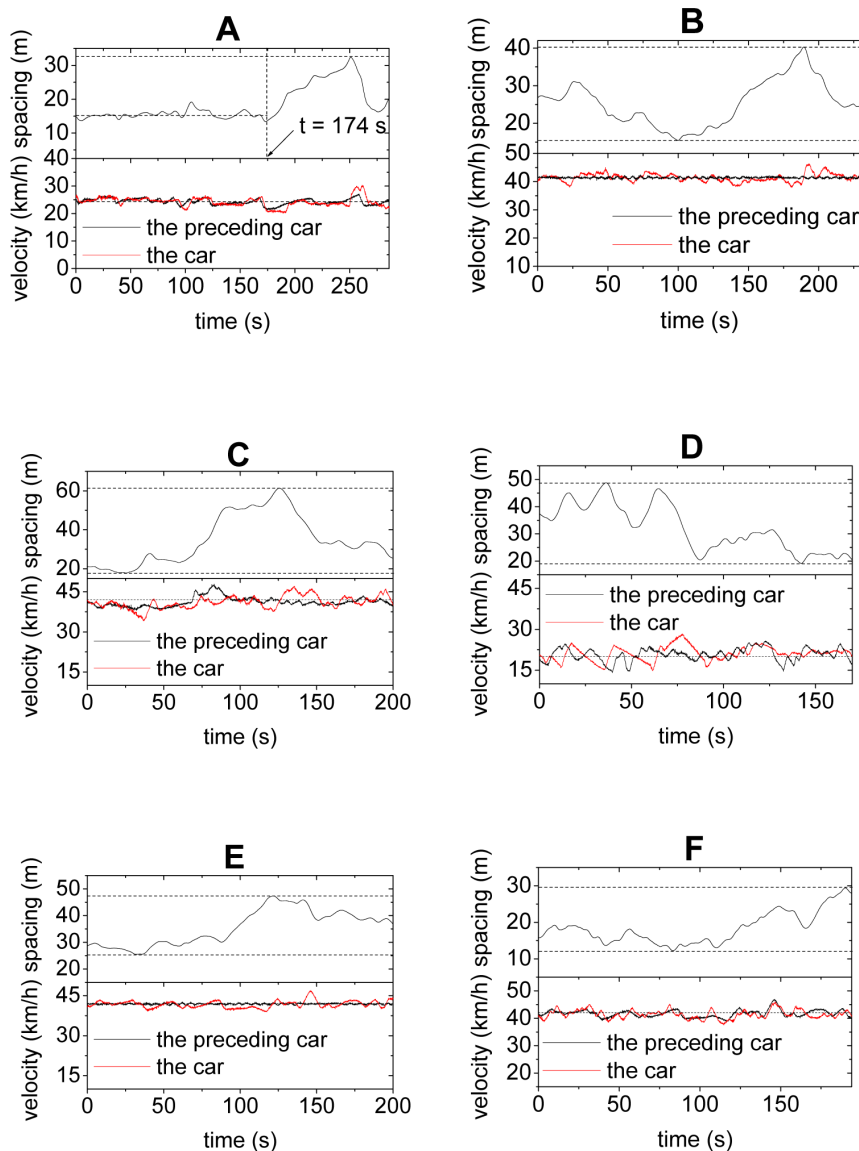 A
velocity (km/h) spacing (m)
40
30
20
10
40
30
20
10
0
t = 174 s
the preceding car
the car
0 50 100 150 200 250
time (s)
B
velocity (km/h) spacing (m)
40
30
20
50
40
30
20
10
the preceding car
the car
0 50 100 150 200
time (s)
C
velocity (km/h) spacing (m)
60
40
20
45
30
15
the preceding car
the car
0 50 100 150 200
time (s)
D
velocity (km/h) spacing (m)
50
40
30
20
45
30
15
the preceding car
the car
0 50 100 150
time (s)
E
velocity (km/h) spacing (m)
50
40
30
20
45
30
15
the preceding car
the car
0 50 100 150 200
time (s)
F
velocity (km/h) spacing (m)
30
20
10
50
40
30
20
10
the preceding car
the car
0 50 100 150
time (s)